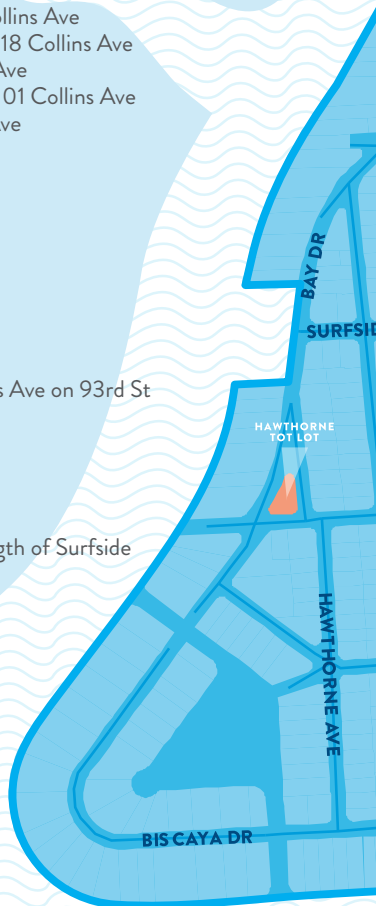 llins Ave
18 Collins Ave
Ave
01 Collins Ave
ve
s Ave on 93rd St
gth of Surfside
BAY DR
SURFSID
HAWTHORNE
TOT LOT
HAWTHORNE AVE
BISCAYA DR